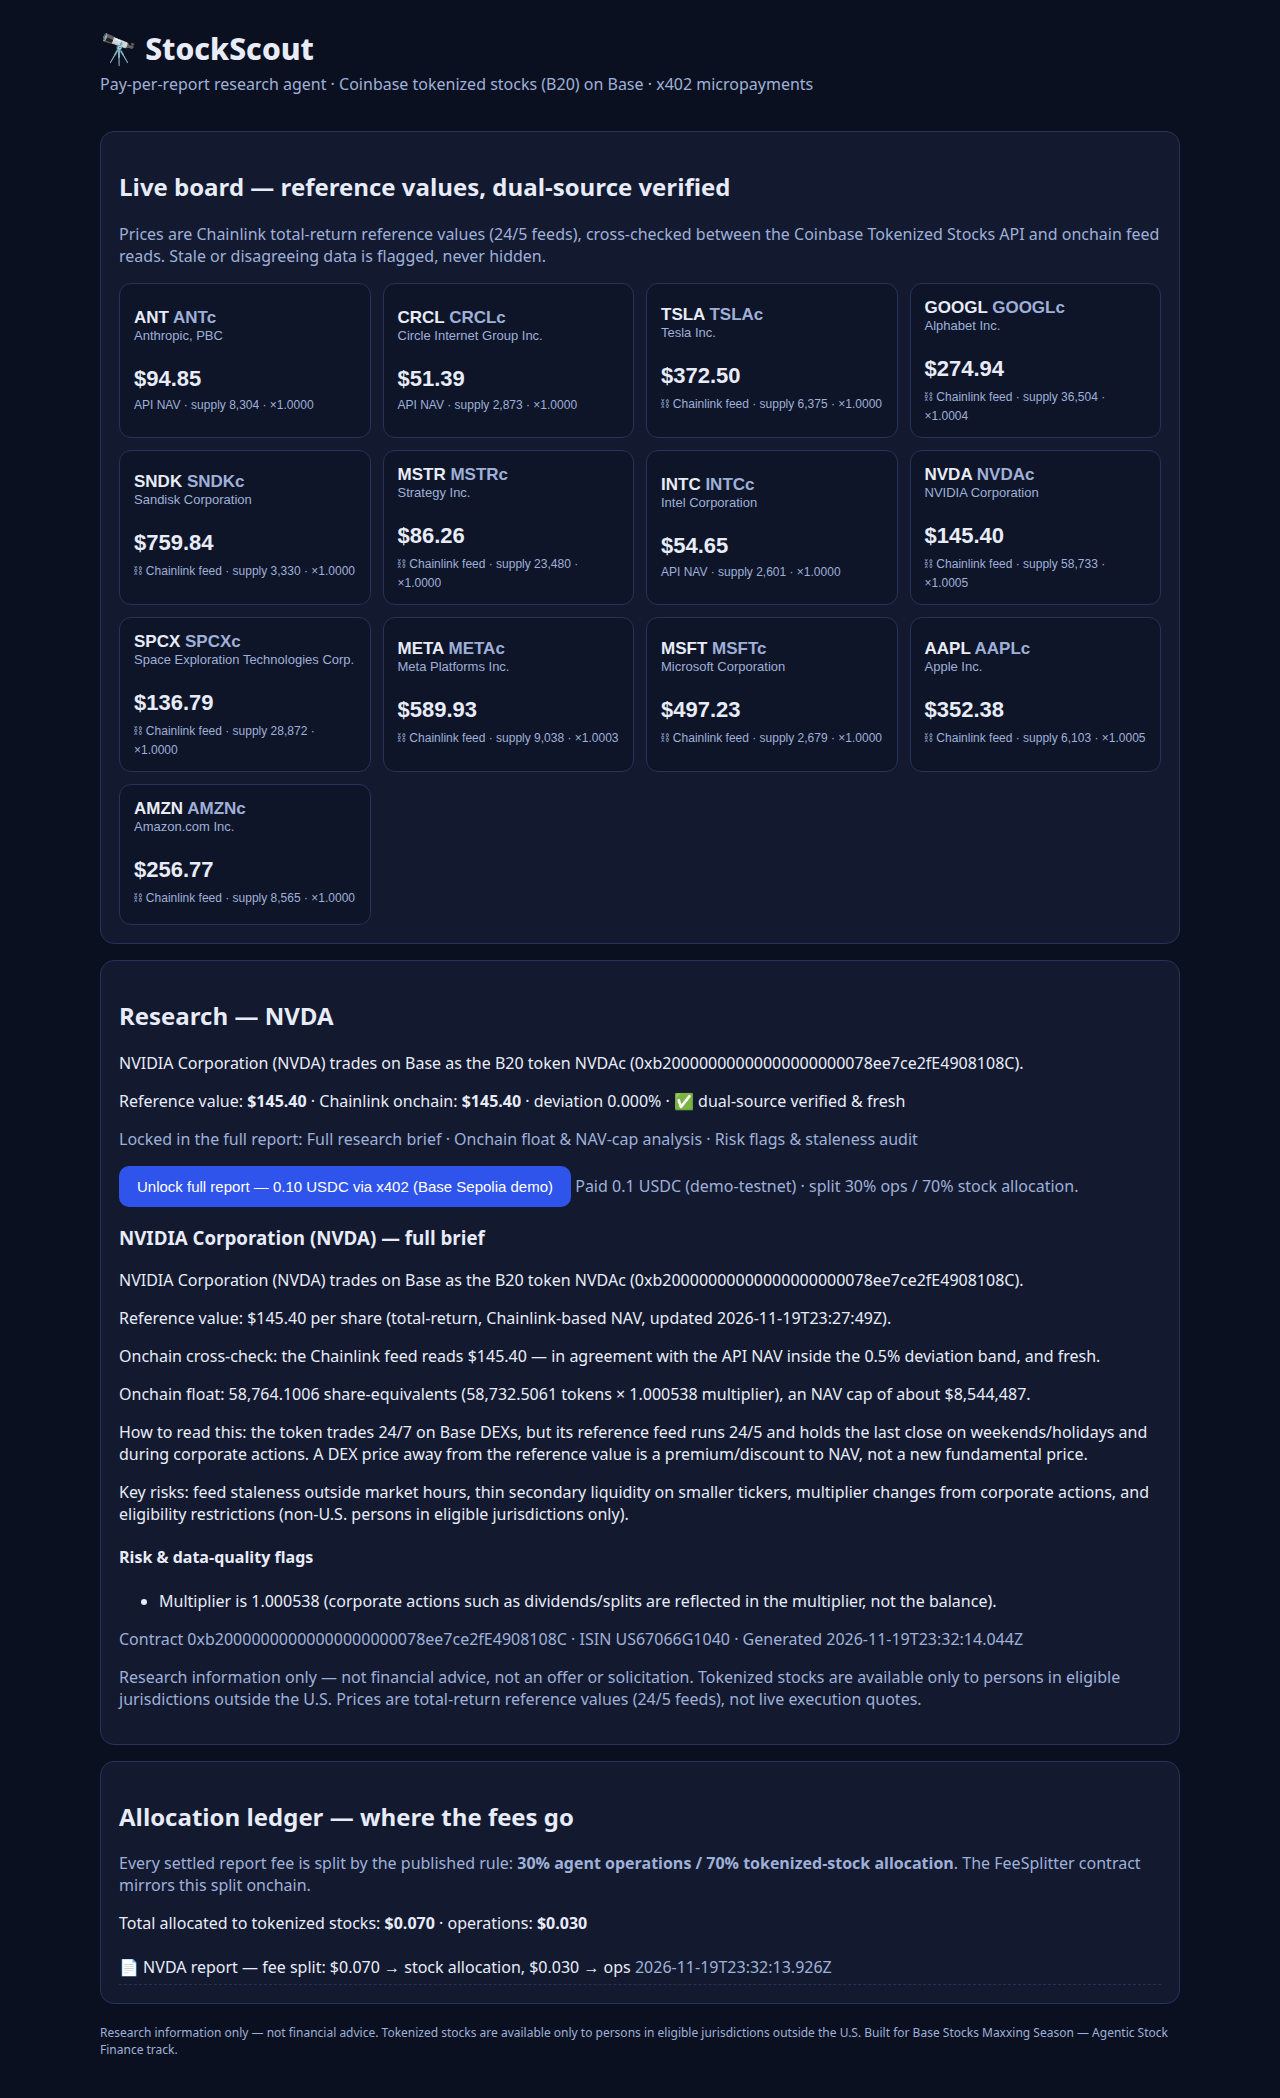 🔭 StockScout
Pay-per-report research agent · Coinbase tokenized stocks (B20) on Base · x402 micropayments
Live board — reference values, dual-source verified
Prices are Chainlink total-return reference values (24/5 feeds), cross-checked between the Coinbase Tokenized Stocks API and onchain feed
reads. Stale or disagreeing data is flagged, never hidden.
ANT ANTc
Anthropic, PBC
$94.85
API NAV · supply 8,304 · ×1.0000
CRCL CRCLc
Circle Internet Group Inc.
$51.39
API NAV · supply 2,873 · ×1.0000
TSLA TSLAc
Tesla Inc.
$372.50
⛓ Chainlink feed · supply 6,375 · ×1.0000
GOOGL GOOGLc
Alphabet Inc.
$274.94
⛓ Chainlink feed · supply 36,504 ·
×1.0004
SNDK SNDKc
Sandisk Corporation
$759.84
⛓ Chainlink feed · supply 3,330 · ×1.0000
MSTR MSTRc
Strategy Inc.
$86.26
⛓ Chainlink feed · supply 23,480 ·
×1.0000
INTC INTCc
Intel Corporation
$54.65
API NAV · supply 2,601 · ×1.0000
NVDA NVDAc
NVIDIA Corporation
$145.40
⛓ Chainlink feed · supply 58,733 ·
×1.0005
SPCX SPCXc
Space Exploration Technologies Corp.
$136.79
⛓ Chainlink feed · supply 28,872 ·
×1.0000
META METAc
Meta Platforms Inc.
$589.93
⛓ Chainlink feed · supply 9,038 · ×1.0003
MSFT MSFTc
Microsoft Corporation
$497.23
⛓ Chainlink feed · supply 2,679 · ×1.0000
AAPL AAPLc
Apple Inc.
$352.38
⛓ Chainlink feed · supply 6,103 · ×1.0005
AMZN AMZNc
Amazon.com Inc.
$256.77
⛓ Chainlink feed · supply 8,565 · ×1.0000
Research — NVDA
NVIDIA Corporation (NVDA) trades on Base as the B20 token NVDAc (0xb20000000000000000000078ee7ce2fE4908108C).
Reference value: $145.40 · Chainlink onchain: $145.40 · deviation 0.000% · ✅ dual-source verified & fresh
Locked in the full report: Full research brief · Onchain float & NAV-cap analysis · Risk flags & staleness audit
Unlock full report — 0.10 USDC via x402 (Base Sepolia demo) Paid 0.1 USDC (demo-testnet) · split 30% ops / 70% stock allocation.
NVIDIA Corporation (NVDA) — full brief
NVIDIA Corporation (NVDA) trades on Base as the B20 token NVDAc (0xb20000000000000000000078ee7ce2fE4908108C).
Reference value: $145.40 per share (total-return, Chainlink-based NAV, updated 2026-11-19T23:27:49Z).
Onchain cross-check: the Chainlink feed reads $145.40 — in agreement with the API NAV inside the 0.5% deviation band, and fresh.
Onchain float: 58,764.1006 share-equivalents (58,732.5061 tokens × 1.000538 multiplier), an NAV cap of about $8,544,487.
How to read this: the token trades 24/7 on Base DEXs, but its reference feed runs 24/5 and holds the last close on weekends/holidays and
during corporate actions. A DEX price away from the reference value is a premium/discount to NAV, not a new fundamental price.
Key risks: feed staleness outside market hours, thin secondary liquidity on smaller tickers, multiplier changes from corporate actions, and
eligibility restrictions (non-U.S. persons in eligible jurisdictions only).
Risk & data-quality flags
• Multiplier is 1.000538 (corporate actions such as dividends/splits are reflected in the multiplier, not the balance).
Contract 0xb20000000000000000000078ee7ce2fE4908108C · ISIN US67066G1040 · Generated 2026-11-19T23:32:14.044Z
Research information only — not financial advice, not an offer or solicitation. Tokenized stocks are available only to persons in eligible
jurisdictions outside the U.S. Prices are total-return reference values (24/5 feeds), not live execution quotes.
Allocation ledger — where the fees go
Every settled report fee is split by the published rule: 30% agent operations / 70% tokenized-stock allocation. The FeeSplitter contract
mirrors this split onchain.
Total allocated to tokenized stocks: $0.070 · operations: $0.030
📄 NVDA report — fee split: $0.070 → stock allocation, $0.030 → ops 2026-11-19T23:32:13.926Z
Research information only — not financial advice. Tokenized stocks are available only to persons in eligible jurisdictions outside the U.S. Built for Base Stocks Maxxing Season — Agentic Stock
Finance track.